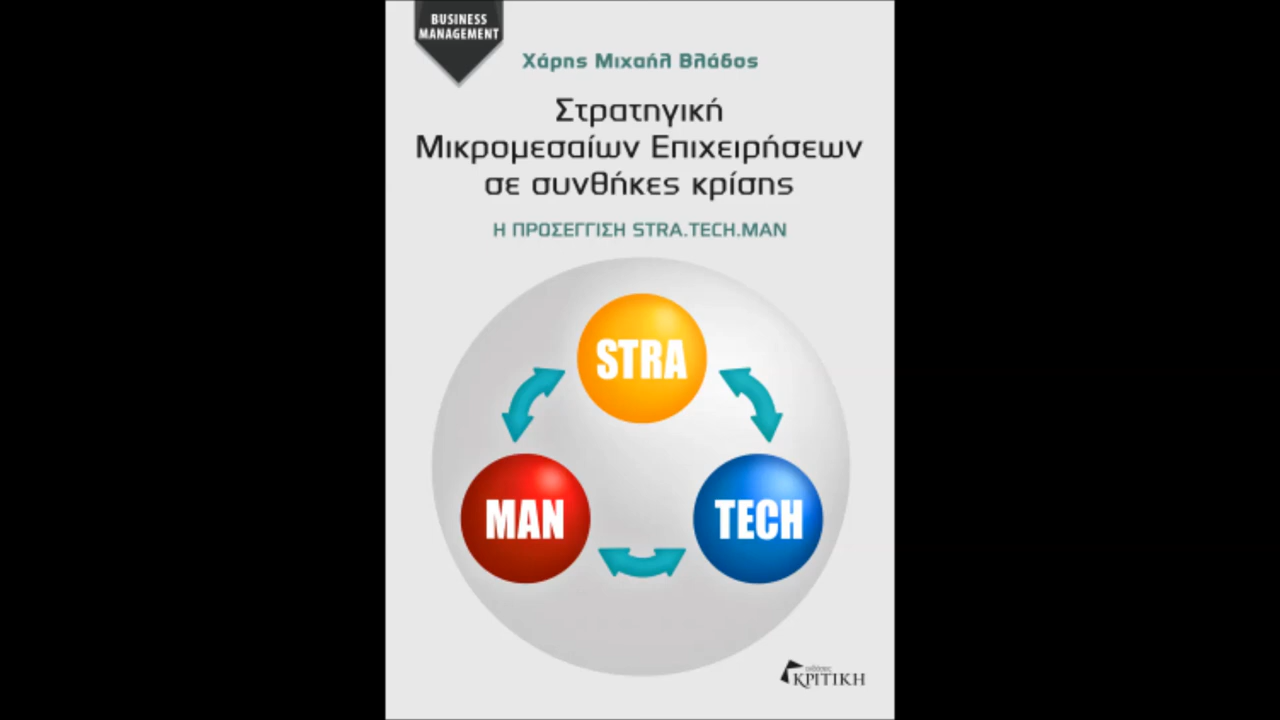 BUSINESS
MANAGEMENT
Χάρης Μιχαήλ Βλάδος
Στρατηγική
Μικρομεσαίων Επιχειρήσεων
σε συνθήκες κρίσης
Η ΠΡΟΣΕΓΓΙΣΗ STRA.TECH.MAN
STRA
MAN
TECH
εκδόσεις
ΚΡΙΤΙΚΗ